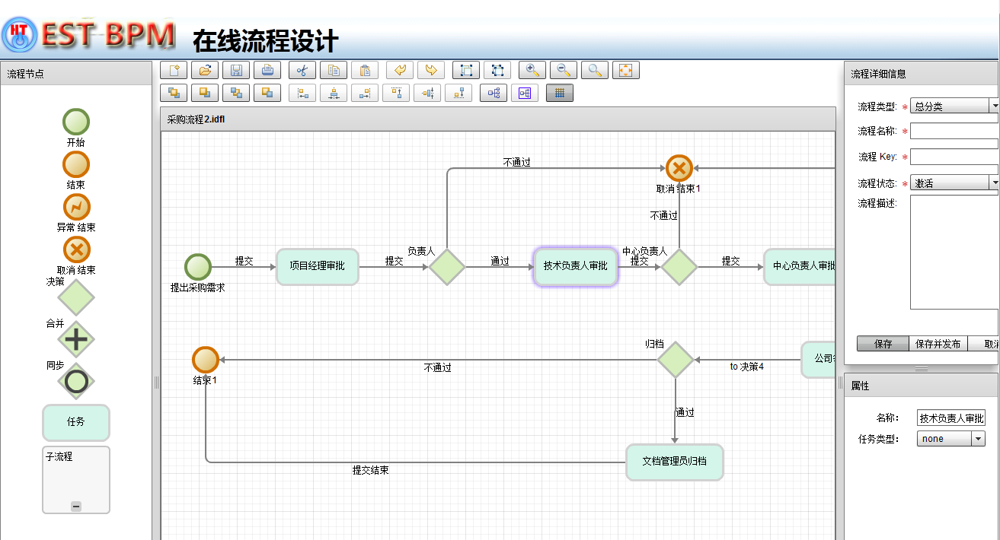 HT EST-BPM 在线流程设计
流程节点
开始
结束
异常 结束
取消 结束
决策
合并
同步
任务
子流程
采购流程2.idfl
不通过
取消 结束1
不通过
提出采购需求
提交
项目经理审批
提交
负责人
通过
技术负责人审批
中心负责人
提交
提交
中心负责人审批
结束1
不通过
归档
to 决策4
公司
通过
文档管理员归档
提交结束
流程详细信息
流程类型: * 总分类
流程名称: *
流程 Key: *
流程状态: * 激活
流程描述:
保存 保存并发布 取消
属性
名称: 技术负责人审批
任务类型: none